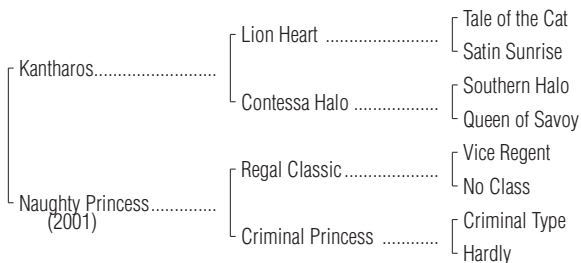 Tale of the Cat
Lion Heart ........................
Satin Sunrise
Kantharos..........................
Southern Halo
Contessa Halo ..................
Queen of Savoy
Vice Regent
Regal Classic....................
No Class
Naughty Princess..............
(2001)
Criminal Type
Criminal Princess ............
Hardly